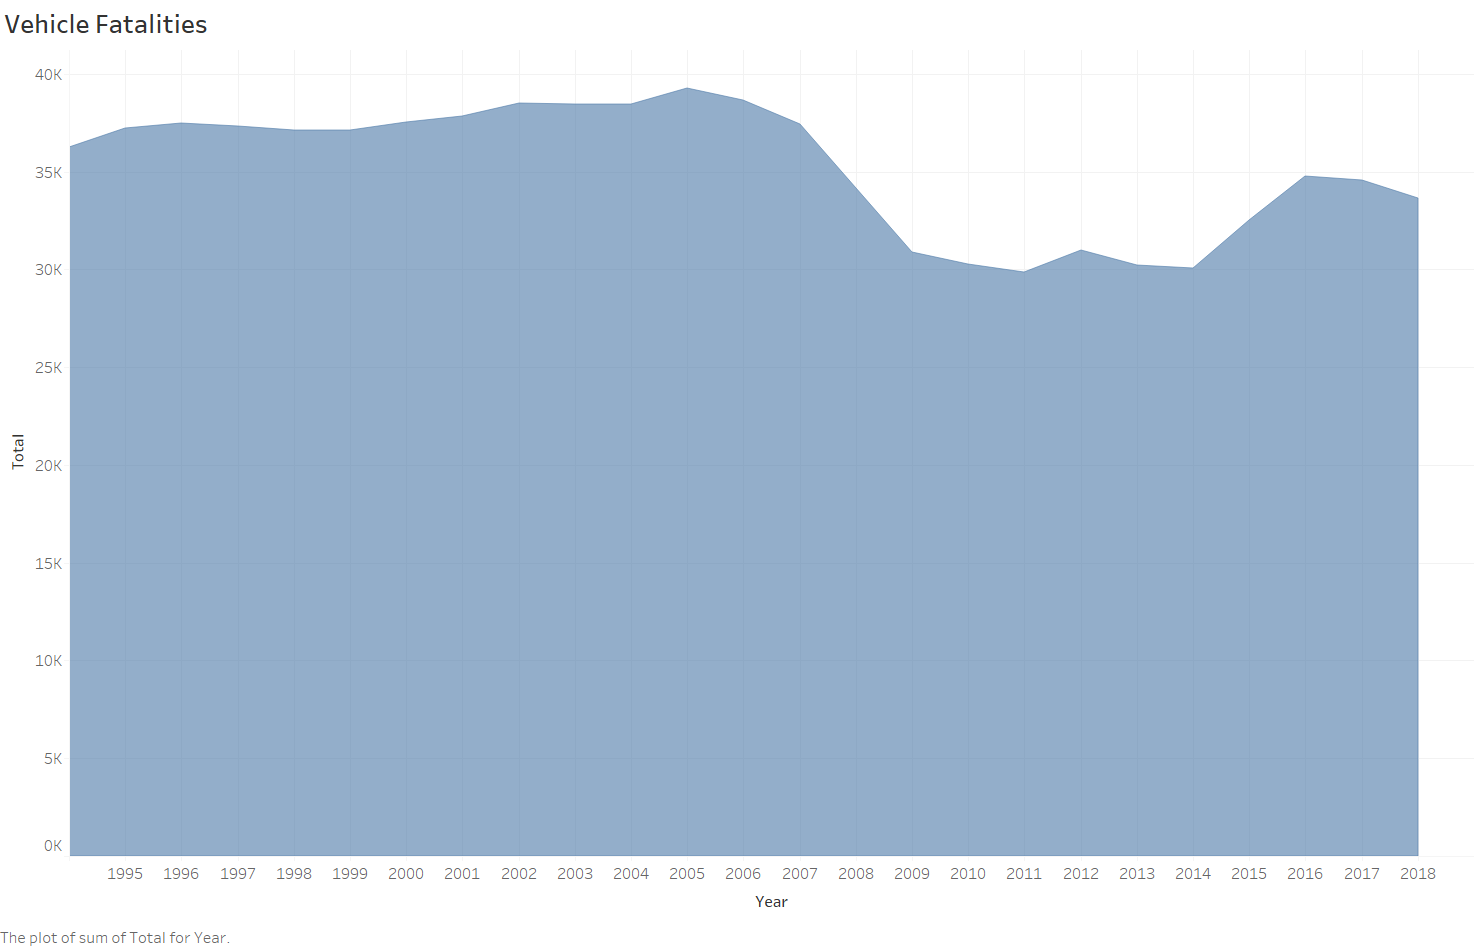 Vehicle Fatalities
40K
35K
30K
25K
20K
15K
10K
5K
0K
Total
1995 1996 1997 1998 1999 2000 2001 2002 2003 2004 2005 2006 2007 2008 2009 2010 2011 2012 2013 2014 2015 2016 2017 2018
Year
The plot of sum of Total for Year.